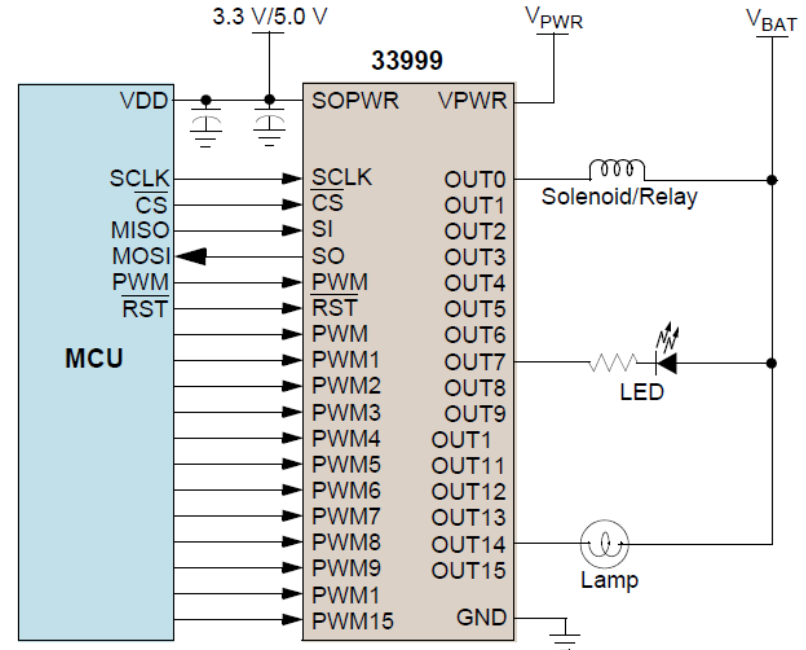 3.3 V/5.0 V
VPWR
VBAT
33999
VDD
SOPWR
VPWR
SCLK
SCLK
OUT0
Solenoid/Relay
CS
CS
OUT1
MISO
SI
OUT2
MOSI
SO
OUT3
PWM
PWM
OUT4
RST
RST
OUT5
PWM
OUT6
MCU
PWM1
OUT7
LED
PWM2
OUT8
PWM3
OUT9
PWM4
OUT1
PWM5
OUT11
PWM6
OUT12
PWM7
OUT13
PWM8
OUT14
Lamp
PWM9
OUT15
PWM1
PWM15
GND